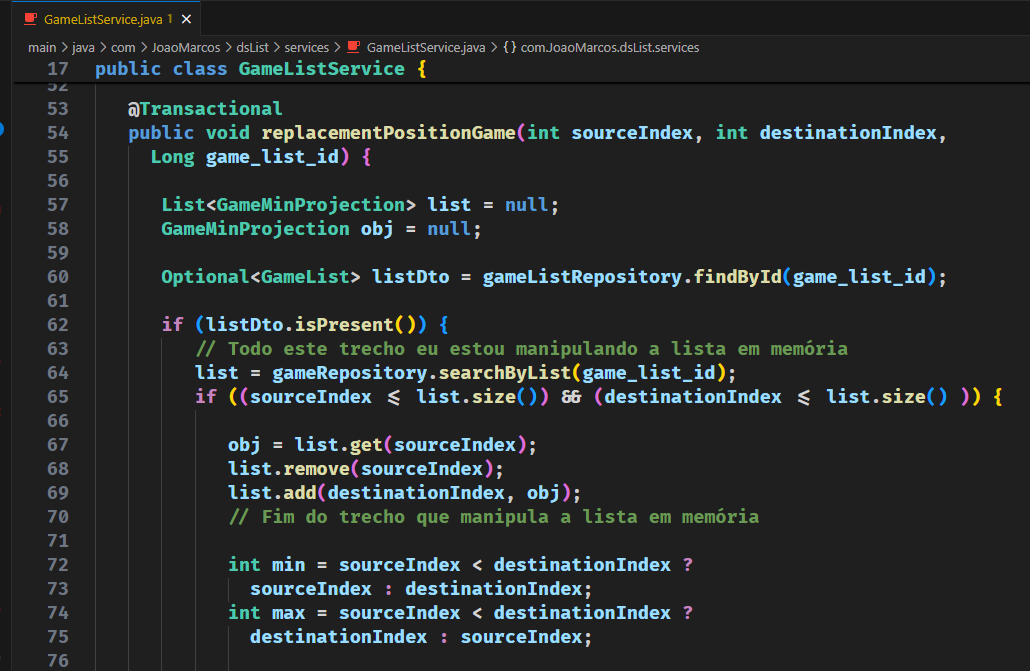 GameListService.java 1 ×
main > java > com > JoaoMarcos > dsList > services > GameListService.java > {} com.JoaoMarcos.dsList.services
17 public class GameListService {
52
53 @Transactional
54 public void replacementPositionGame(int sourceIndex, int destinationIndex,
55 Long game_list_id) {
56
57 List<GameMinProjection> list = null;
58 GameMinProjection obj = null;
59
60 Optional<GameList> listDto = gameListRepository.findById(game_list_id);
61
62 if (listDto.isPresent()) {
63 // Todo este trecho eu estou manipulando a lista em memória
64 list = gameRepository.searchByList(game_list_id);
65 if ((sourceIndex <= list.size()) && (destinationIndex <= list.size() )) {
66
67 obj = list.get(sourceIndex);
68 list.remove(sourceIndex);
69 list.add(destinationIndex, obj);
70 // Fim do trecho que manipula a lista em memória
71
72 int min = sourceIndex < destinationIndex ?
73 sourceIndex : destinationIndex;
74 int max = sourceIndex < destinationIndex ?
75 destinationIndex : sourceIndex;
76